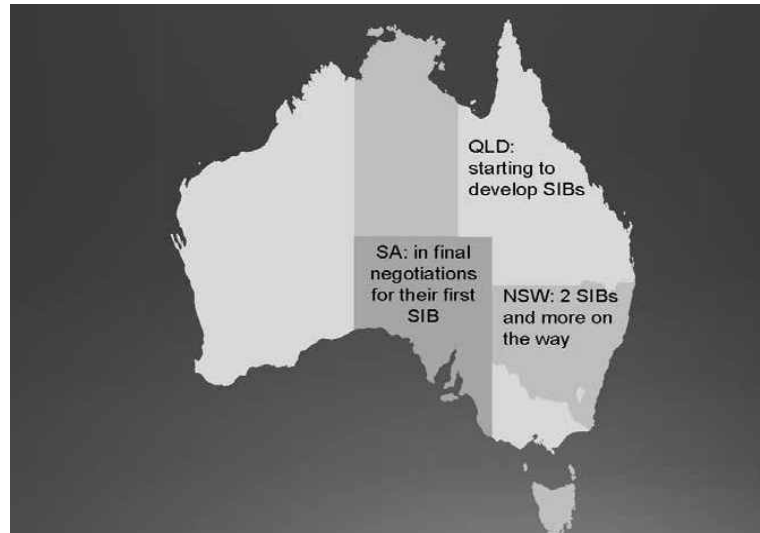 QLD:
starting to
develop SIBs
SA: in final
negotiations
for their first
SIB
NSW: 2 SIBs
and more on
the way